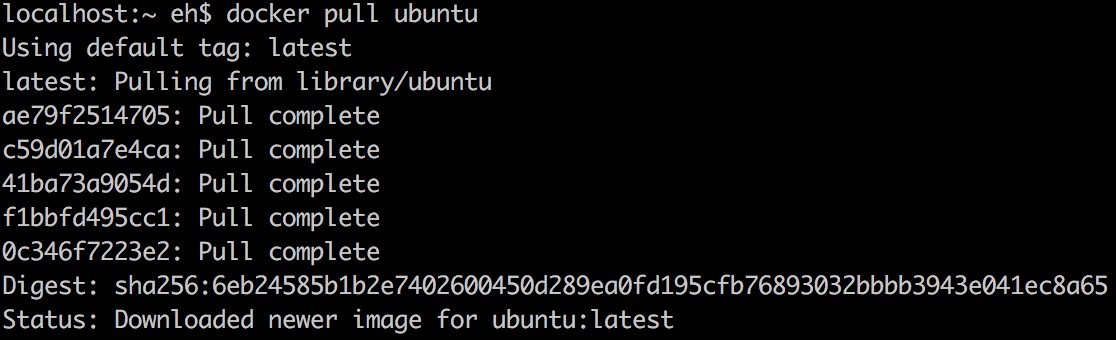 localhost:~ eh$ docker pull ubuntu
Using default tag: latest
latest: Pulling from library/ubuntu
ae79f2514705: Pull complete
c59d01a7e4ca: Pull complete
41ba73a9054d: Pull complete
f1bbfd495cc1: Pull complete
0c346f7223e2: Pull complete
Digest: sha256:6eb24585b1b2e7402600450d289ea0fd195cfb76893032bbbb3943e041ec8a65
Status: Downloaded newer image for ubuntu:latest